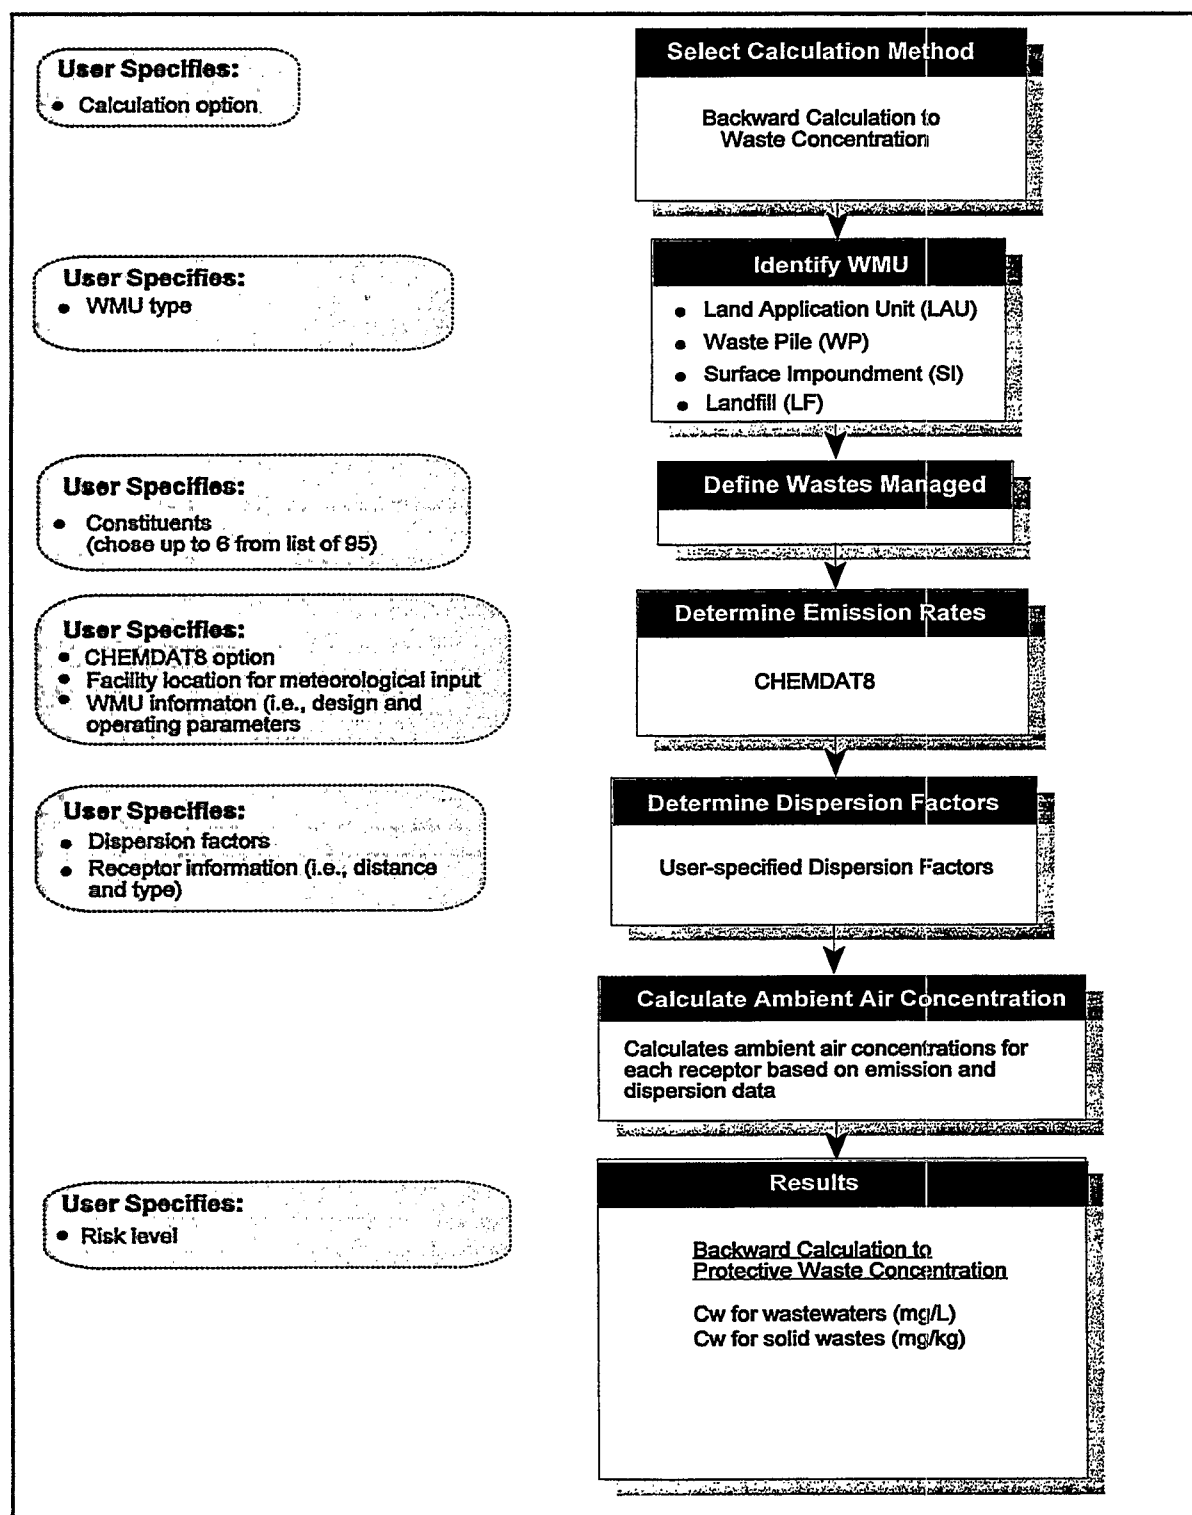 User Specifies:
• Calculation option
Select Calculation Method
Backward Calculation to
Waste Concentration
User Specifies:
• WMU type
Identify WMU
• Land Application Unit (LAU)
• Waste Pile (WP)
• Surface Impoundment (SI)
• Landfill (LF)
User Specifies:
• Constituents
(chose up to 6 from list of 95)
Define Wastes Managed
User Specifies:
• CHEMDAT8 option
• Facility location for meteorological input
• WMU informaton (i.e., design and
operating parameters
Determine Emission Rates
CHEMDAT8
User Specifies:
• Dispersion factors
• Receptor information (i.e., distance
and type)
Determine Dispersion Factors
User-specified Dispersion Factors
Calculate Ambient Air Concentration
Calculates ambient air concentrations for
each receptor based on emission and
dispersion data
User Specifies:
• Risk level
Results
Backward Calculation to
Protective Waste Concentration
Cw for wastewaters (mg/L)
Cw for solid wastes (mg/kg)